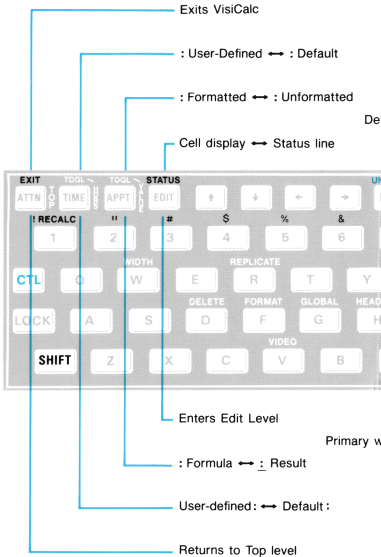 Exits VisiCalc
: User-Defined ↔ : Default
: Formatted ↔ : Unformatted
De
Cell display ↔ Status line
EXIT TOGL TOGL STATUS UN
ATTN TOP TIME APPT EDIT ↑ ↓ ← →
! RECALC " # $ % &
1 2 3 4 5 6
WIDTH REPLICATE
CTL Q W E R T Y
DELETE FORMAT GLOBAL HEAD
LOCK A S D F G H
VIDEO
SHIFT Z X C V B
Enters Edit Level
Primary w
: Formula ↔ : Result
User-defined: ↔ Default:
Returns to Top level